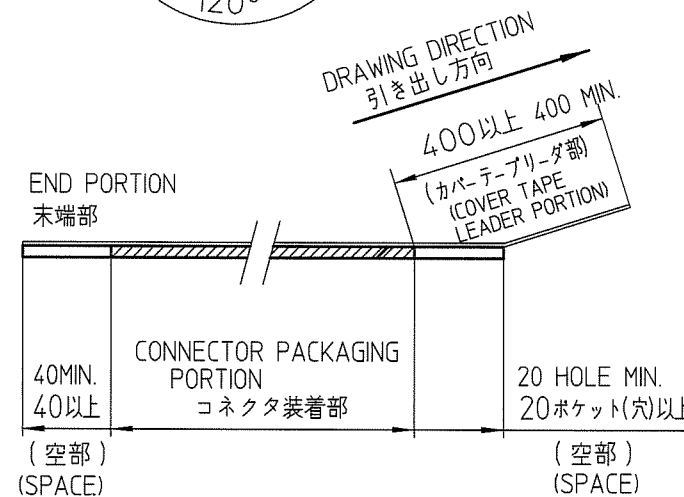 120°
DRAWING DIRECTION
引き出し方向
400以上 400 MIN.
(カバーテープリーダ部)
(COVER TAPE
LEADER PORTION)
END PORTION
末端部
CONNECTOR PACKAGING
PORTION
コネクタ装着部
40MIN.
40以上
(空部)
(SPACE)
20 HOLE MIN.
20ポケット(穴)以上
(空部)
(SPACE)